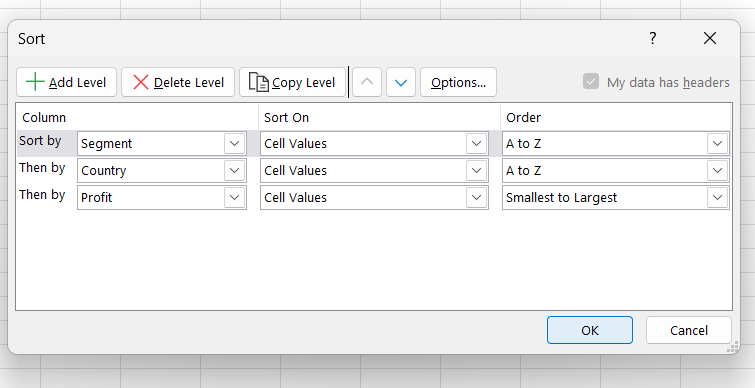 Sort ?
Add Level Delete Level Copy Level Options... My data has headers
Column Sort On Order
Sort by Segment Cell Values A to Z
Then by Country Cell Values A to Z
Then by Profit Cell Values Smallest to Largest
OK Cancel